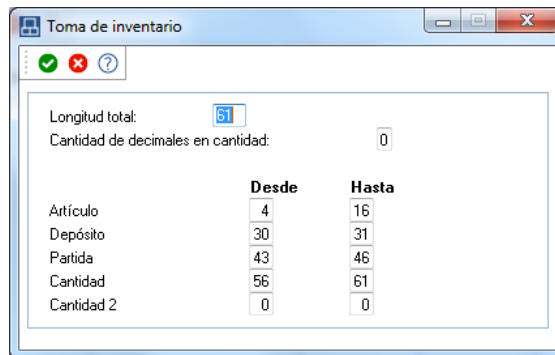 Toma de inventario
Longitud total: 61
Cantidad de decimales en cantidad: 0
Desde Hasta
Artículo 4 16
Depósito 30 31
Partida 43 46
Cantidad 56 61
Cantidad 2 0 0